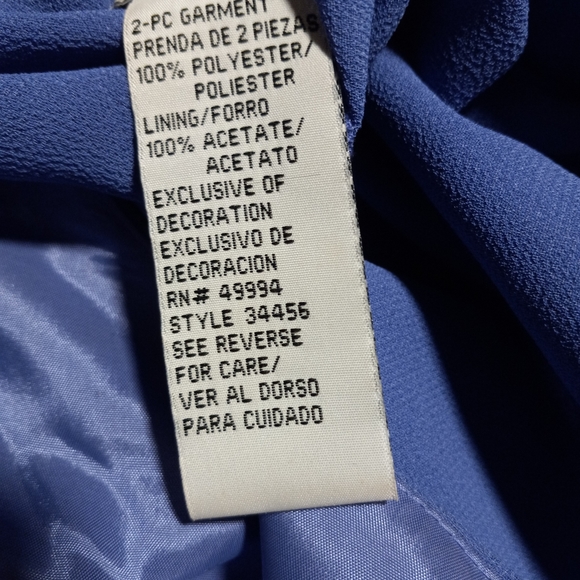 2-PC GARMENT
PRENDA DE 2 PIEZAS
100% POLYESTER/
POLIESTER
LINING/FORRO
100% ACETATE/
ACETATO
EXCLUSIVE OF
DECORATION
EXCLUSIVO DE
DECORACION
RN# 49994
STYLE 34456
SEE REVERSE
FOR CARE/
VER AL DORSO
PARA CUIDADO